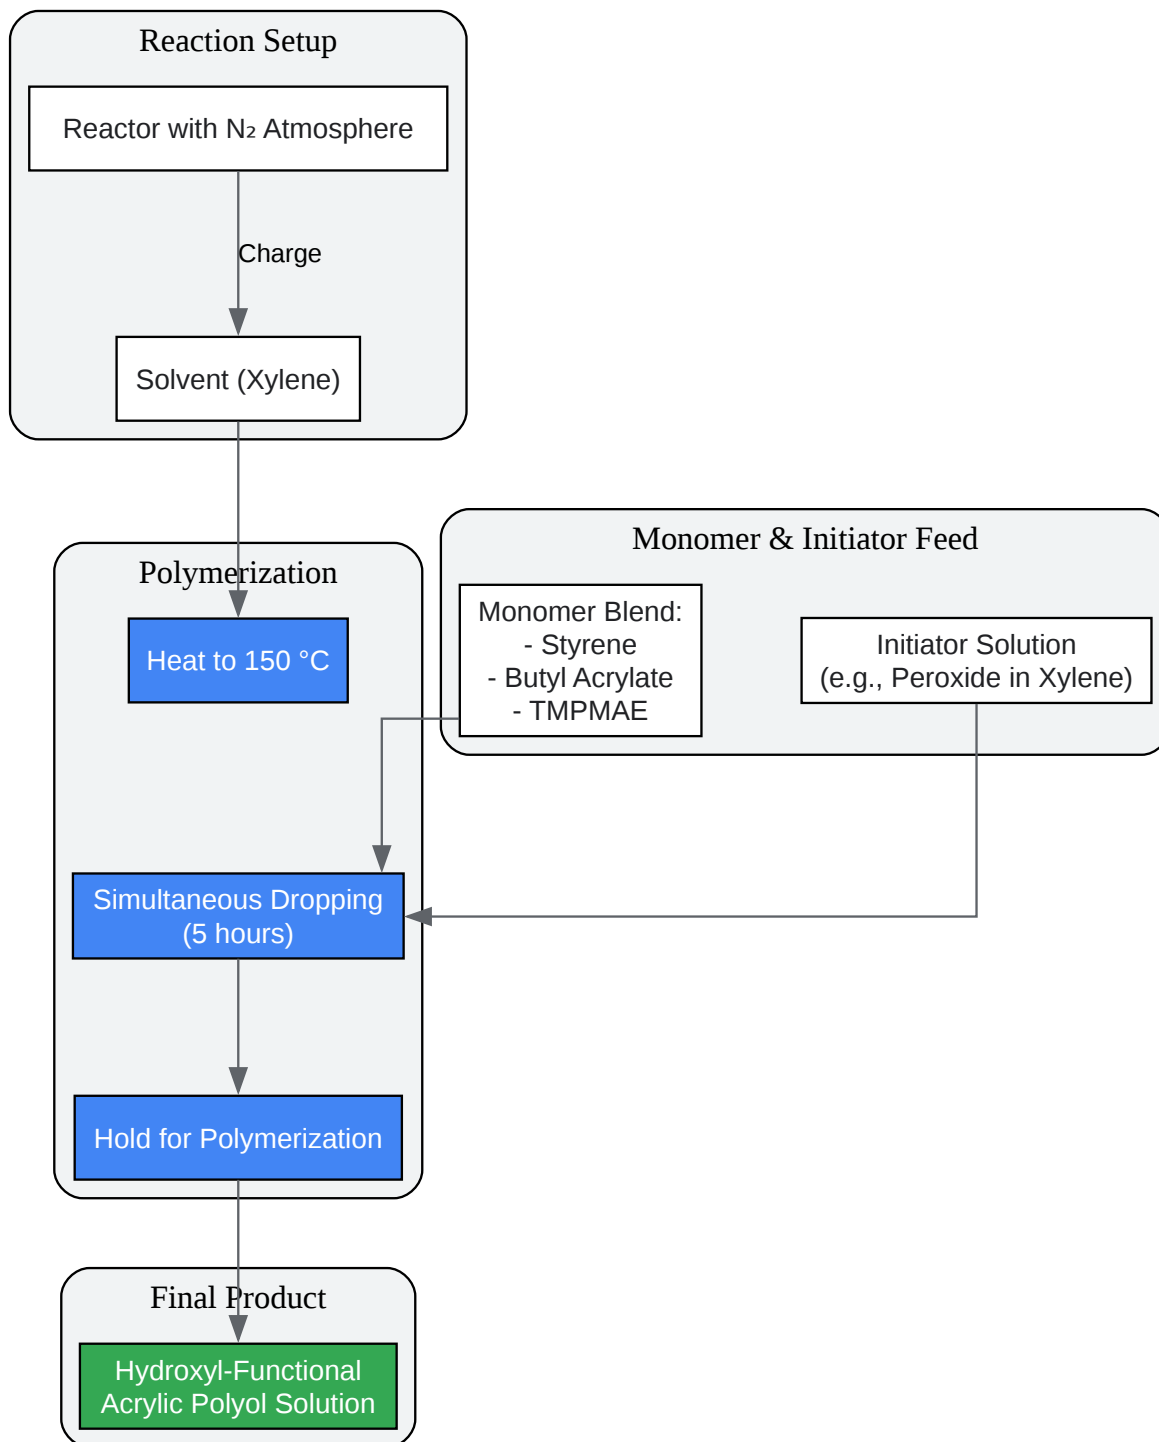 Reaction Setup
Reactor with N₂ Atmosphere
Charge
Solvent (Xylene)
Monomer & Initiator Feed
Polymerization
Monomer Blend:
- Styrene
- Butyl Acrylate
- TMPMAE
Initiator Solution
(e.g., Peroxide in Xylene)
Heat to 150 °C
Simultaneous Dropping
(5 hours)
Hold for Polymerization
Final Product
Hydroxyl-Functional
Acrylic Polyol Solution